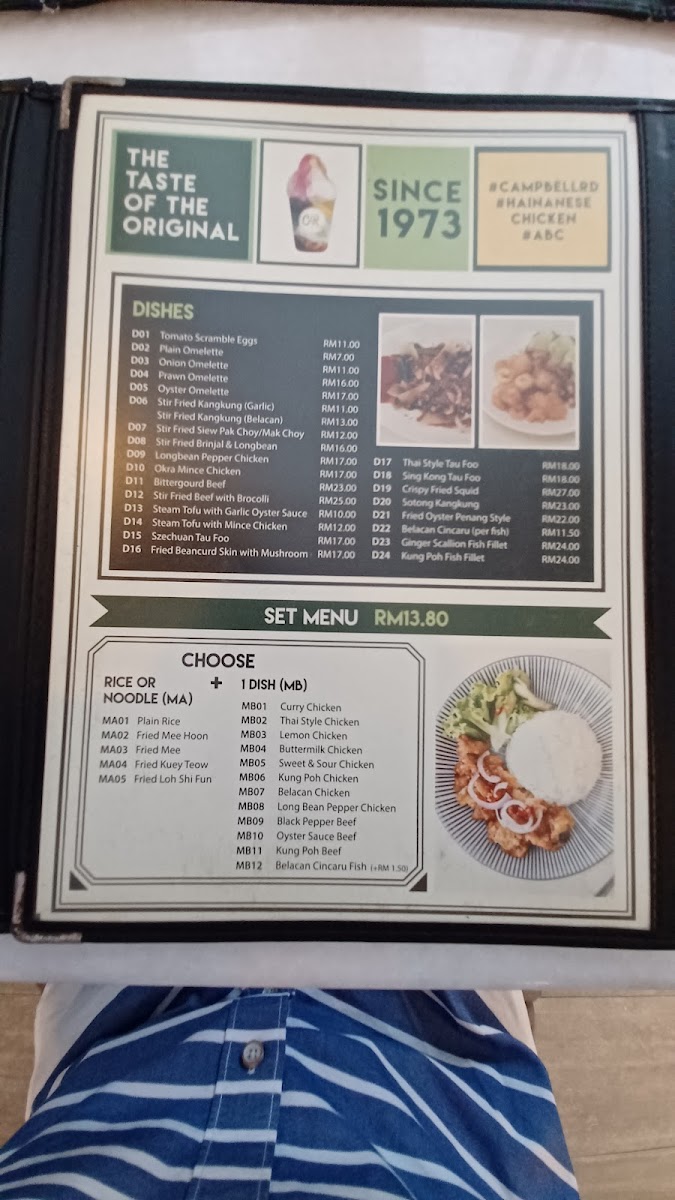 THE
TASTE
OF THE
ORIGINAL
OR
SINCE
1973
#CAMPBELLRD
#HAINANESE
CHICKEN
#ABC
DISHES
D01 Tomato Scramble Eggs RM11.00
D02 Plain Omelette RM7.00
D03 Onion Omelette RM11.00
D04 Prawn Omelette RM16.00
D05 Oyster Omelette RM17.00
D06 Stir Fried Kangkung (Garlic) RM11.00
Stir Fried Kangkung (Belacan) RM13.00
D07 Stir Fried Siew Pak Choy/Mak Choy RM12.00
D08 Stir Fried Brinjal & Longbean RM16.00
D09 Longbean Pepper Chicken RM17.00
D10 Okra Mince Chicken RM17.00
D11 Bittergourd Beef RM23.00
D12 Stir Fried Beef with Brocolli RM25.00
D13 Steam Tofu with Garlic Oyster Sauce RM10.00
D14 Steam Tofu with Mince Chicken RM12.00
D15 Szechuan Tau Foo RM17.00
D16 Fried Beancurd Skin with Mushroom RM17.00
D17 Thai Style Tau Foo RM18.00
D18 Sing Kong Tau Foo RM18.00
D19 Crispy Fried Squid RM27.00
D20 Sotong Kangkung RM23.00
D21 Fried Oyster Penang Style RM22.00
D22 Belacan Cincaru (per fish) RM11.50
D23 Ginger Scallion Fish Fillet RM24.00
D24 Kung Poh Fish Fillet RM24.00
SET MENU RM13.80
CHOOSE
RICE OR
NOODLE (MA)
+ 1 DISH (MB)
MA01 Plain Rice
MA02 Fried Mee Hoon
MA03 Fried Mee
MA04 Fried Kuey Teow
MA05 Fried Loh Shi Fun
MB01 Curry Chicken
MB02 Thai Style Chicken
MB03 Lemon Chicken
MB04 Buttermilk Chicken
MB05 Sweet & Sour Chicken
MB06 Kung Poh Chicken
MB07 Belacan Chicken
MB08 Long Bean Pepper Chicken
MB09 Black Pepper Beef
MB10 Oyster Sauce Beef
MB11 Kung Poh Beef
MB12 Belacan Cincaru Fish (+RM 1.50)